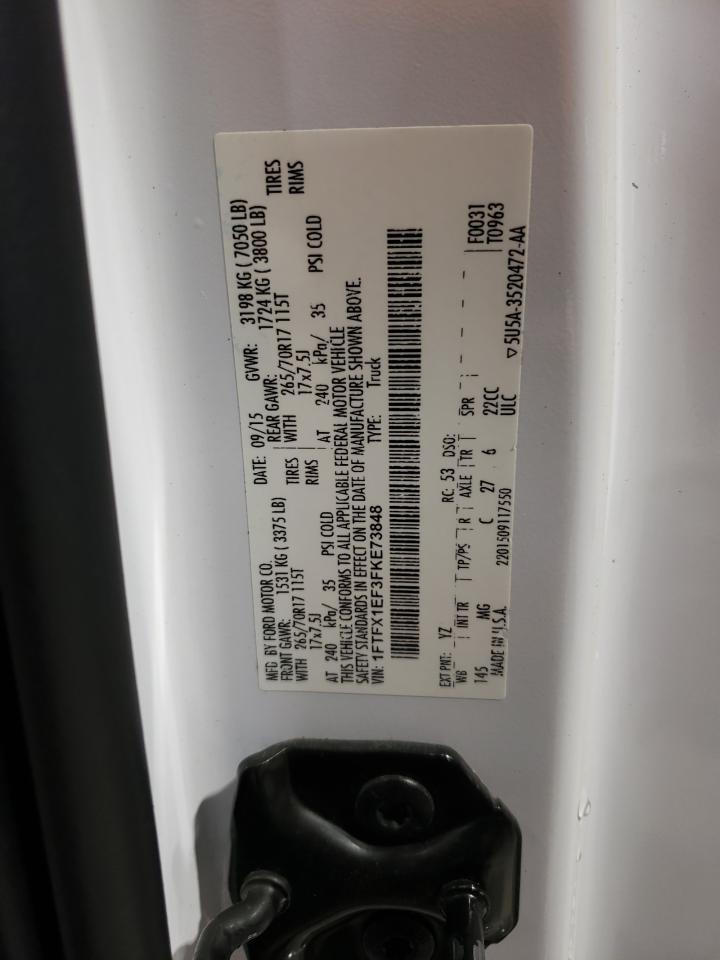 MFD BY FORD MOTOR CO. DATE: 09/15 GVWR: 3198 KG ( 7050 LB)
FRONT GAWR: 1531 KG ( 3375 LB) REAR GAWR: 1724 KG ( 3800 LB)
WITH 265/70R17 115T TIRES WITH 265/70R17 115T TIRES
17x7.5J RIMS 17x7.5J RIMS
AT 240 kPa/ 35 PSI COLD AT 240 kPa/ 35 PSI COLD
THIS VEHICLE CONFORMS TO ALL APPLICABLE FEDERAL MOTOR VEHICLE
SAFETY STANDARDS IN EFFECT ON THE DATE OF MANUFACTURE SHOWN ABOVE.
VIN: 1FTFX1EF3FKE73848 TYPE: Truck
EXT PNT: YZ RC: 53 DSO: F0031
WB INT TR TP/PS R AXLE TR SPR T0963
145 MG C 27 6 22CC
MADE IN U.S.A. 2201509117550 ULC ▽5U5A-3520472-AA